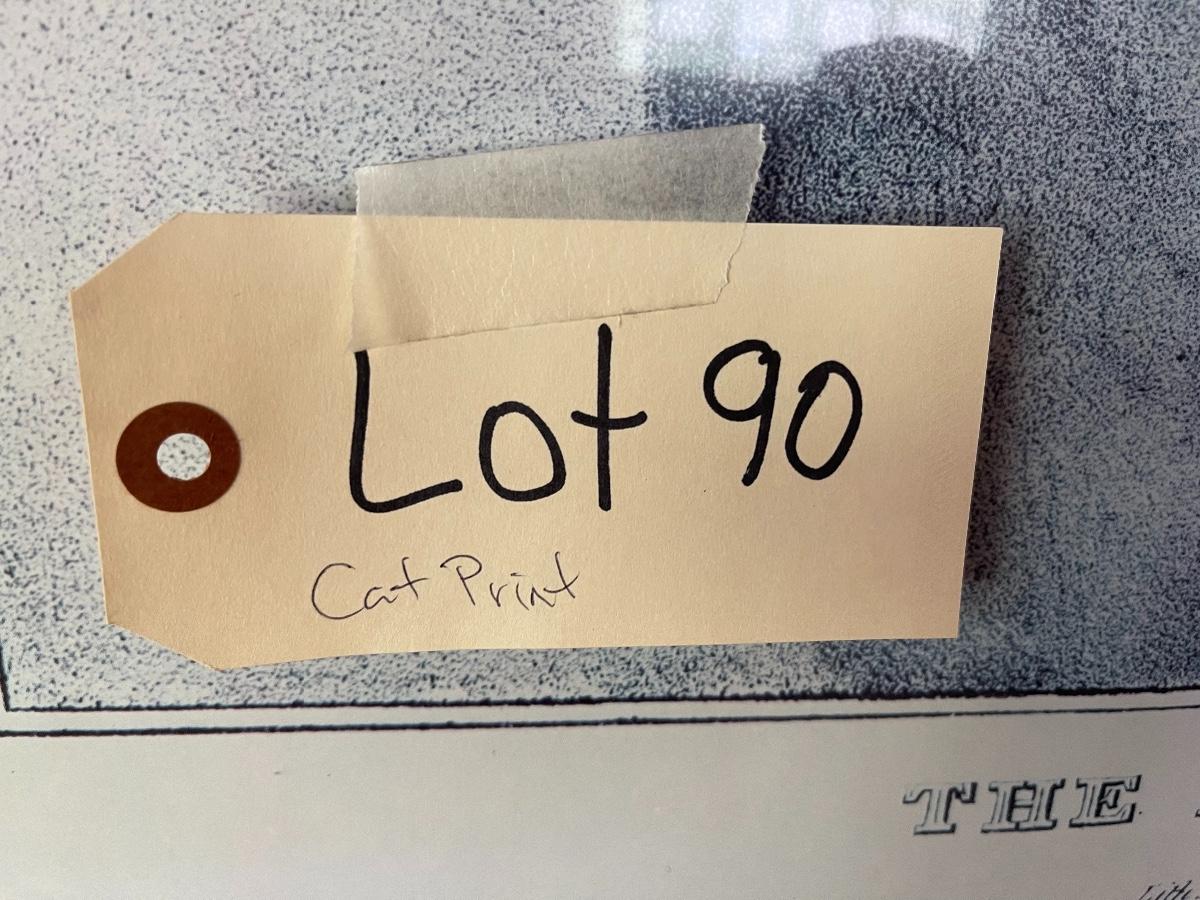 Lot 90
Cat Print
THE